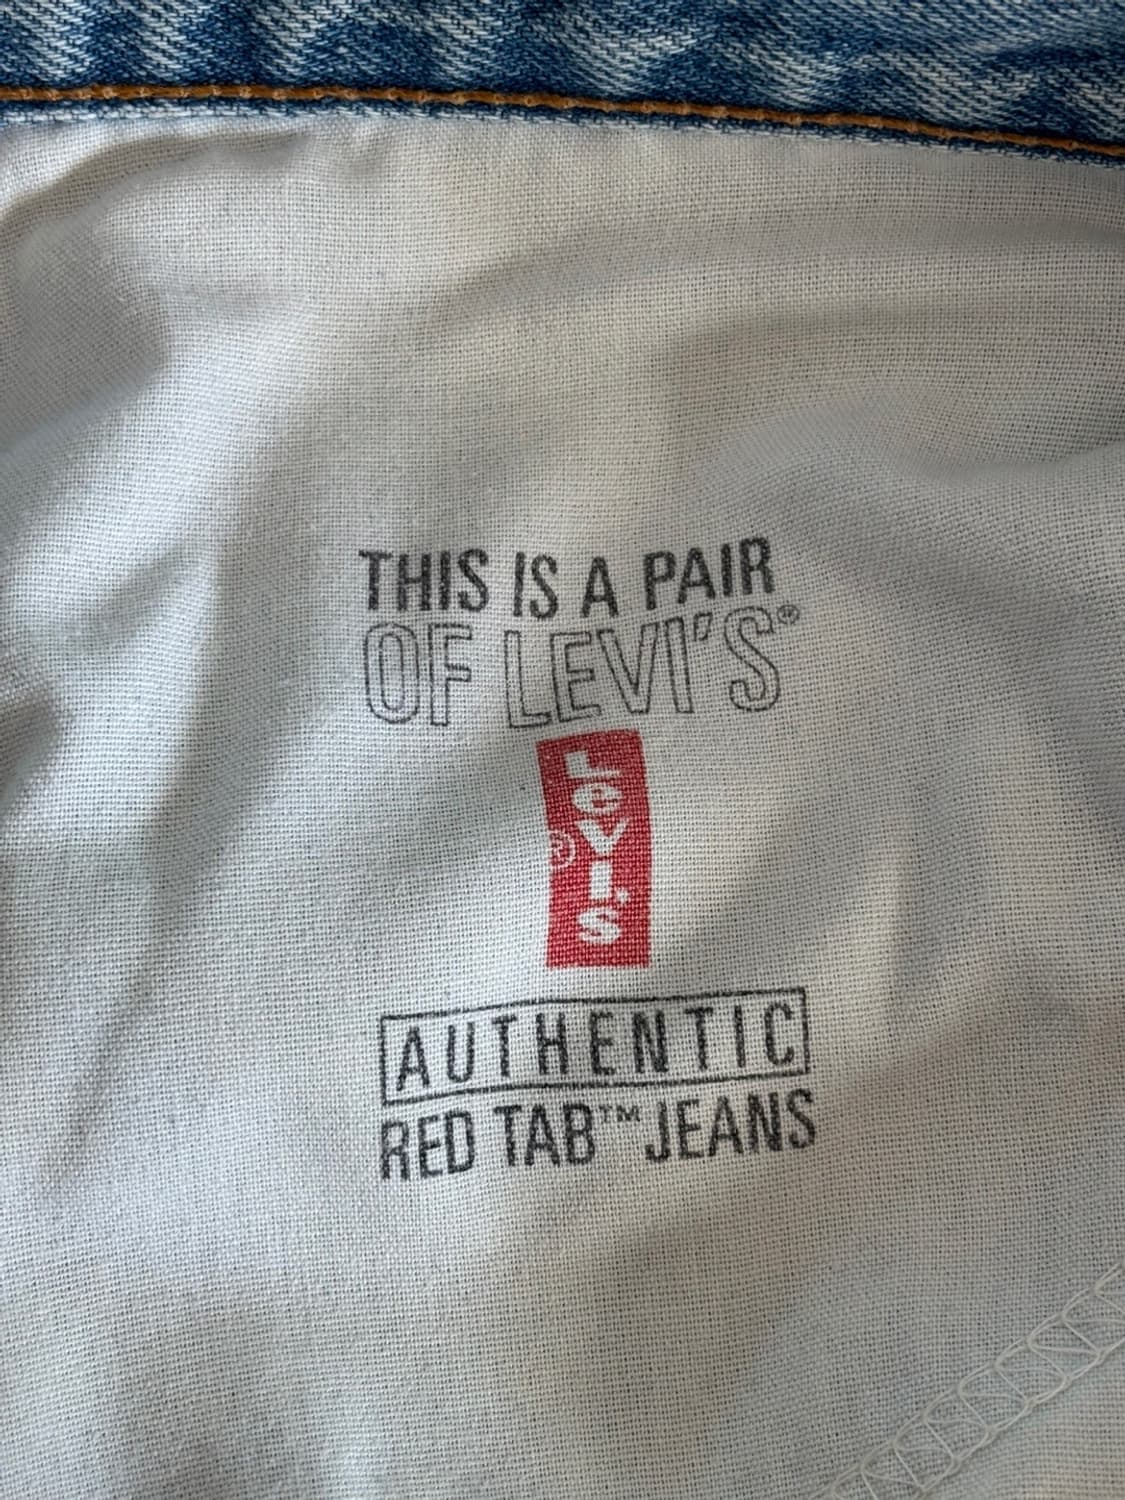 THIS IS A PAIR
OF LEVI'S®
LeVI.S
®
AUTHENTIC
RED TAB™ JEANS